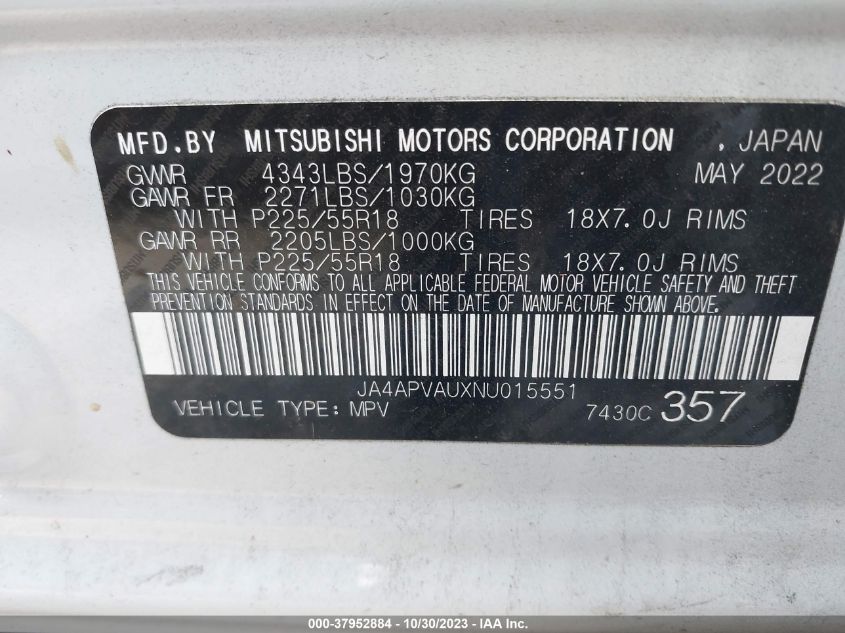 MFD.BY MITSUBISHI MOTORS CORPORATION , JAPAN
GVWR 4343LBS/1970KG MAY 2022
GAWR FR 2271LBS/1030KG
WITH P225/55R18 TIRES 18X7.0J RIMS
GAWR RR 2205LBS/1000KG
WITH P225/55R18 TIRES 18X7.0J RIMS
THIS VEHICLE CONFORMS TO ALL APPLICABLE FEDERAL MOTOR VEHICLE SAFETY AND THEFT
PREVENTION STANDARDS IN EFFECT ON THE DATE OF MANUFACTURE SHOWN ABOVE.
JA4APVAUXNU015551
VEHICLE TYPE: MPV 7430C 357
000-37952884 - 10/30/2023 - IAAI.COM